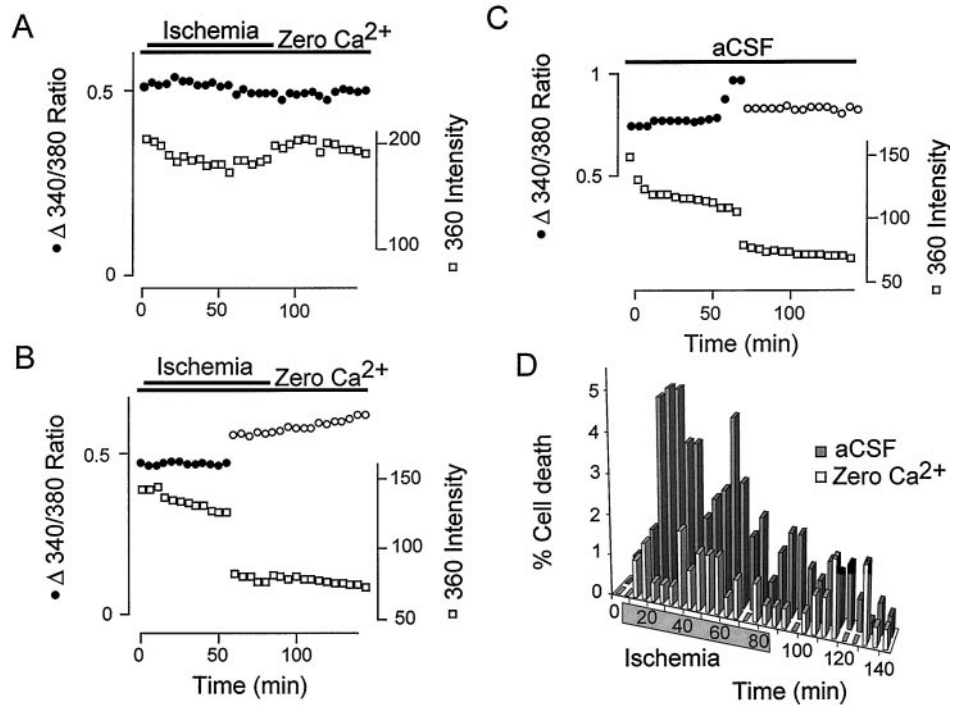 A
Ischemia
Zero Ca2+
● Δ 340/380 Ratio
0.5
0
200
100
□ 360 Intensity
0
50
100
B
Ischemia
Zero Ca2+
● Δ 340/380 Ratio
0.5
0
150
100
50
□ 360 Intensity
0
50
100
Time (min)
C
aCSF
● Δ 340/380 Ratio
1
0.5
150
100
50
□ 360 Intensity
0
50
100
Time (min)
D
% Cell death
5
4
3
2
1
0
aCSF
Zero Ca2+
0
20
40
60
80
100
120
140
Ischemia
Time (min)